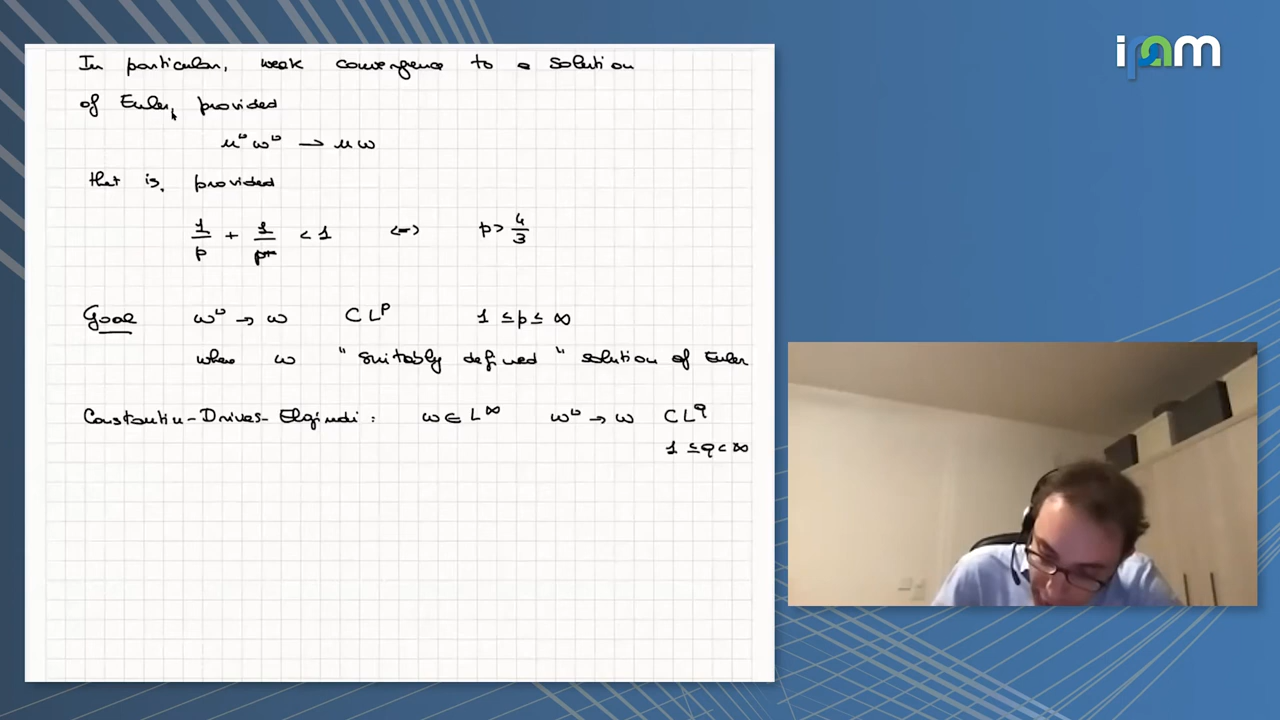 In particular, weak convergence to a solution
of Euler, provided
u^ν ω^ν → u ω
that is, provided
1/p + 1/p* < 1 <-> p > 4/3
Goal ω^ν → ω C L^p 1 ≤ p ≤ ∞
where ω "suitably defined" solution of Euler
Constantin-Drivas-Elgindi: ω ∈ L^∞ ω^ν → ω C L^q
1 ≤ q < ∞
ipam